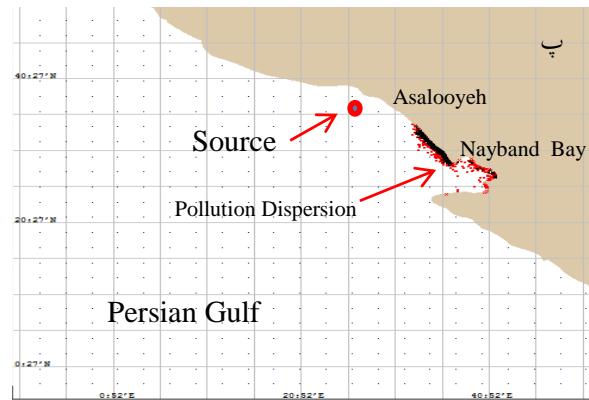 پ
40:27'N
Asalooyeh
Source
Nayband Bay
Pollution Dispersion
20:27'N
Persian Gulf
0:27'N
0:52'E 20:52'E 40:52'E